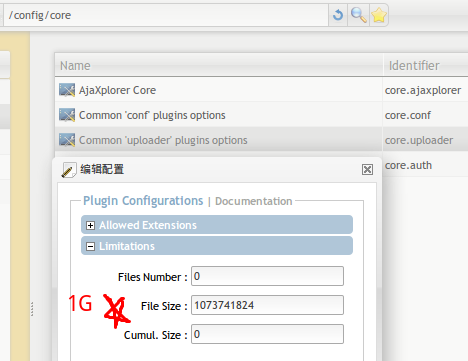 /config/core
Name Identifier
AjaXplorer Core core.ajaxplorer
Common 'conf' plugins options core.conf
Common 'uploader' plugins options core.uploader
core.auth
编辑配置
Plugin Configurations | Documentation
Allowed Extensions
Limitations
Files Number : 0
1G File Size : 1073741824
Cumul. Size : 0